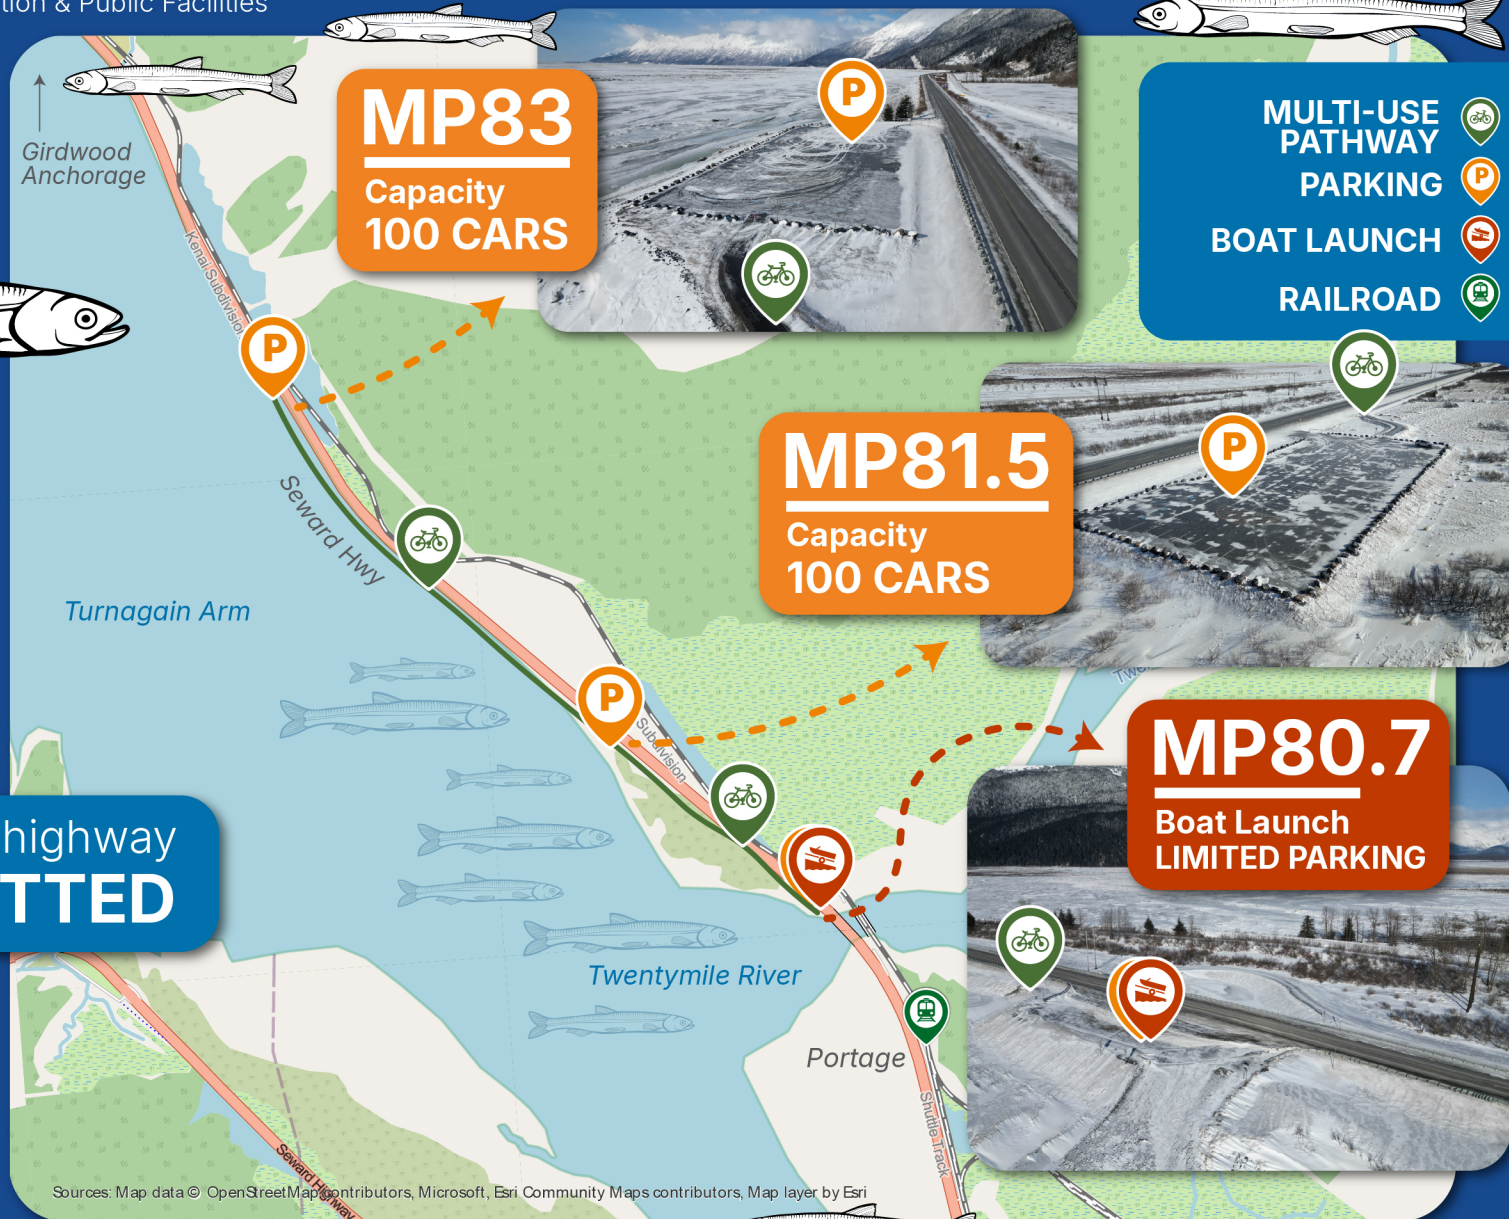 tion & Public Facilities
Girdwood
Anchorage
MP83
Capacity
100 CARS
P
MULTI-USE
PATHWAY
PARKING
P
BOAT LAUNCH
RAILROAD
Kenai Subdivision
P
MP81.5
Capacity
100 CARS
P
Seward Hwy
Turnagain Arm
P
Subdivision
Twe
MP80.7
Boat Launch
LIMITED PARKING
highway
TTED
Twentymile River
Portage
Shuttle Track
Seward Highway
Sources: Map data © OpenStreetMap contributors, Microsoft, Esri Community Maps contributors, Map layer by Esri